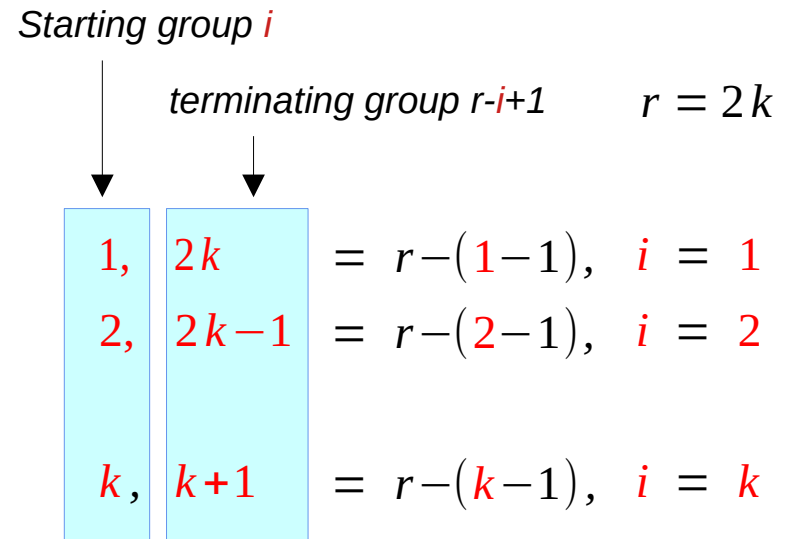 Starting group i
terminating group r-i+1
r = 2k
1, 2k = r−(1−1), i = 1
2, 2k−1 = r−(2−1), i = 2
k, k+1 = r−(k−1), i = k